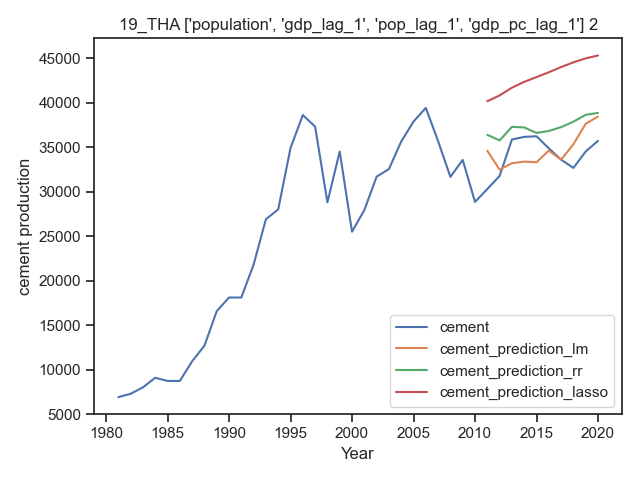 19_THA ['population', 'gdp_lag_1', 'pop_lag_1', 'gdp_pc_lag_1'] 2
45000
40000
35000
30000
25000
20000
15000
10000
5000
cement production
cement
cement_prediction_lm
cement_prediction_rr
cement_prediction_lasso
1980 1985 1990 1995 2000 2005 2010 2015 2020
Year